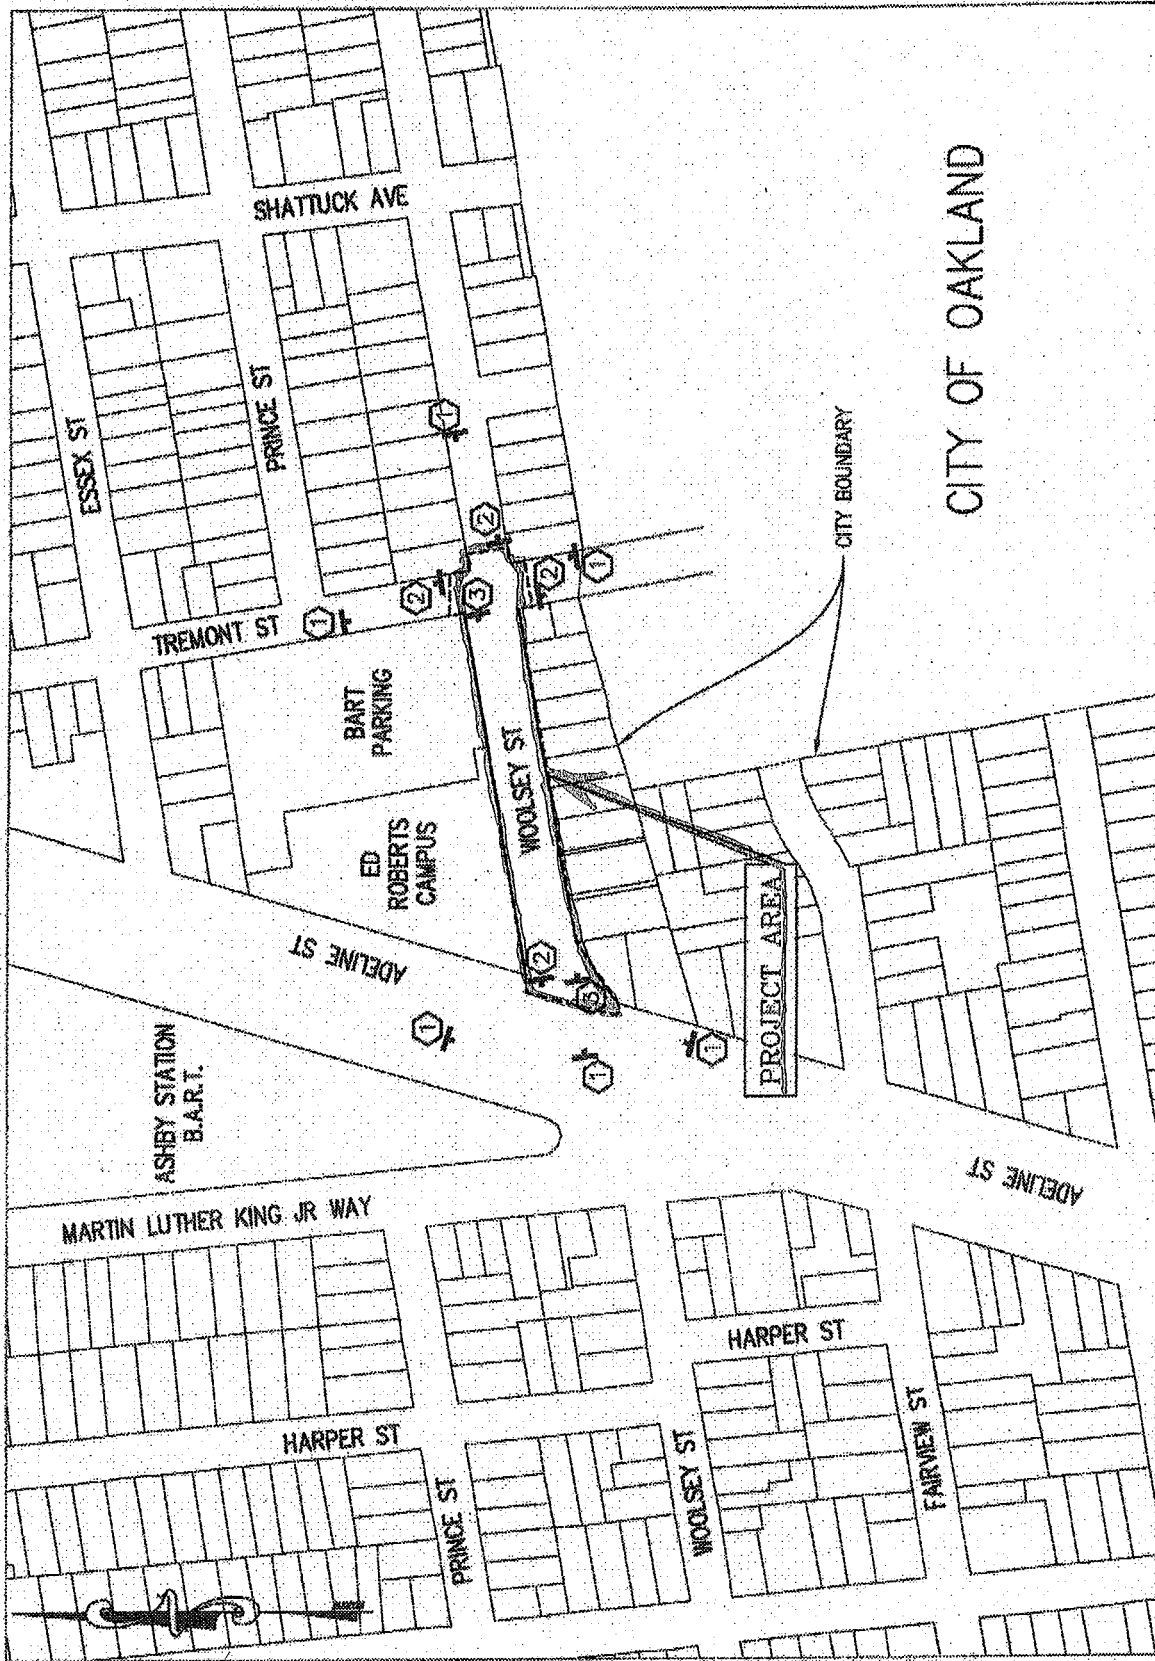 ESSEX ST
SHATTUCK AVE
PRINCE ST
TREMONT ST
BART
PARKING
ED
ROBERTS
CAMPUS
WOOLSEY ST
ADELINE ST
ASHBY STATION
B.A.R.T.
MARTIN LUTHER KING JR WAY
HARPER ST
PRINCE ST
WOOLSEY ST
HARPER ST
FAIRVIEW ST
ADELINE ST
PROJECT AREA
CITY BOUNDARY
CITY OF OAKLAND
1
1
2
2
3
2
1
2
3
1
1
1